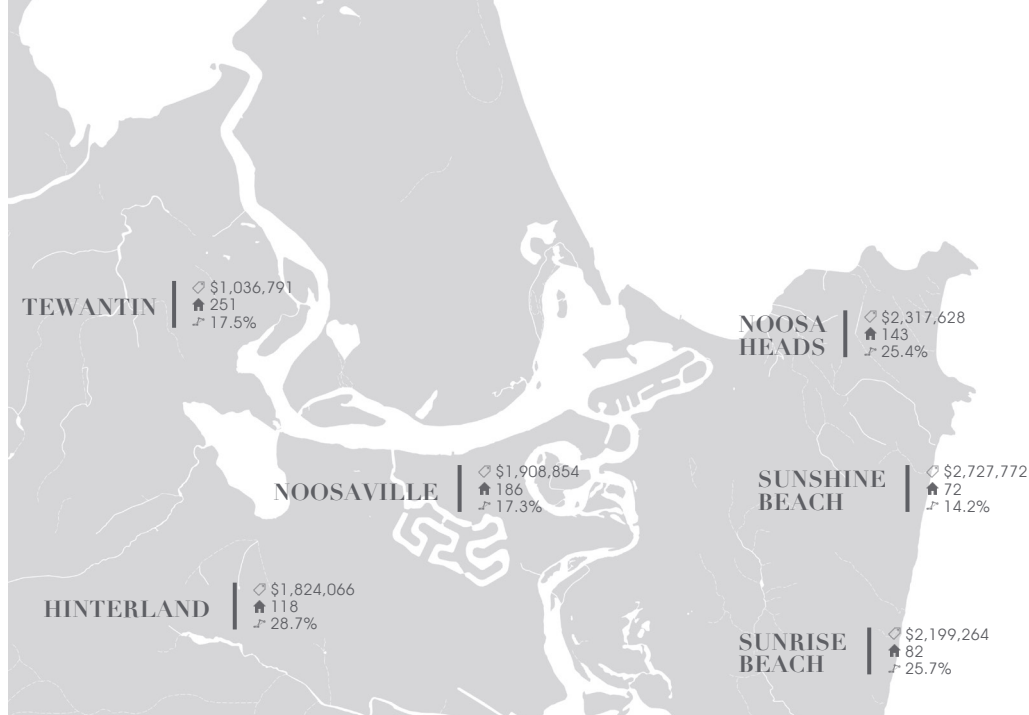 TEWANTIN
$1,036,791
251
17.5%
NOOSA
HEADS
$2,317,628
143
25.4%
NOOSAVILLE
$1,908,854
186
17.3%
SUNSHINE
BEACH
$2,727,772
72
14.2%
HINTERLAND
$1,824,066
118
28.7%
SUNRISE
BEACH
$2,199,264
82
25.7%